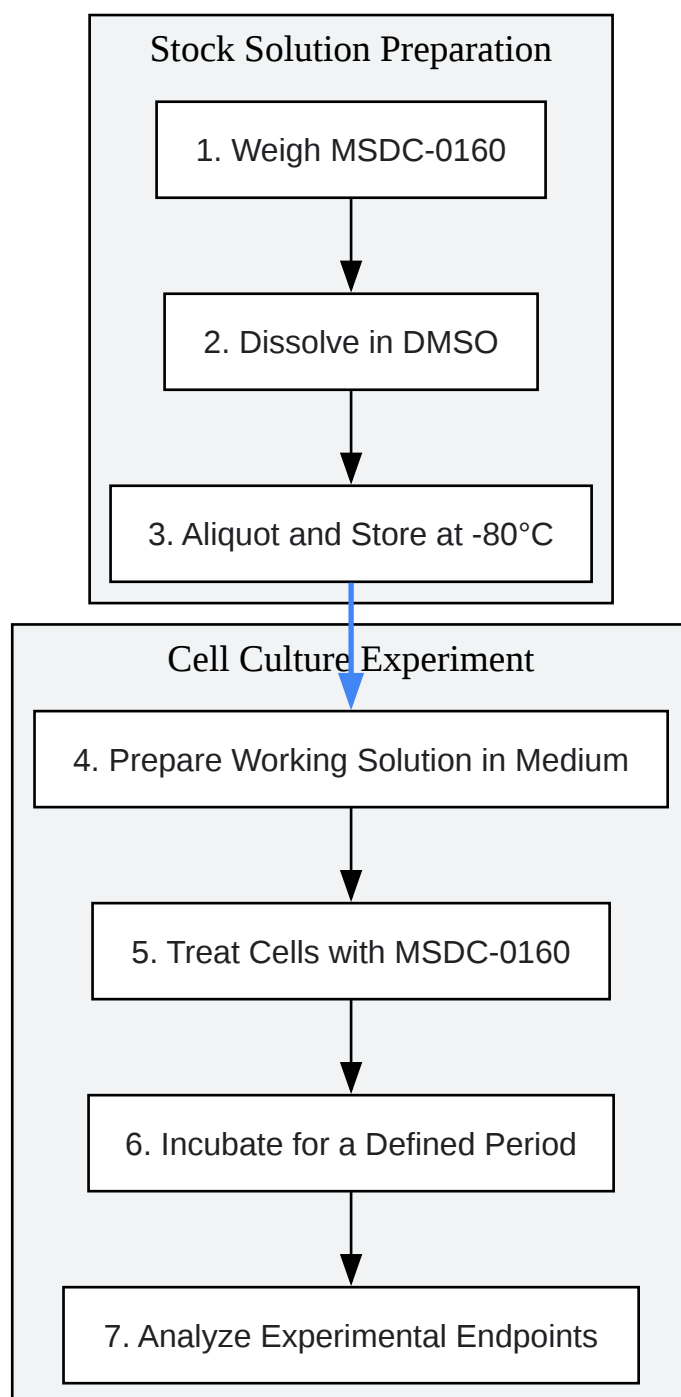 Stock Solution Preparation
1. Weigh MSDC-0160
2. Dissolve in DMSO
3. Aliquot and Store at -80°C
Cell Culture Experiment
4. Prepare Working Solution in Medium
5. Treat Cells with MSDC-0160
6. Incubate for a Defined Period
7. Analyze Experimental Endpoints